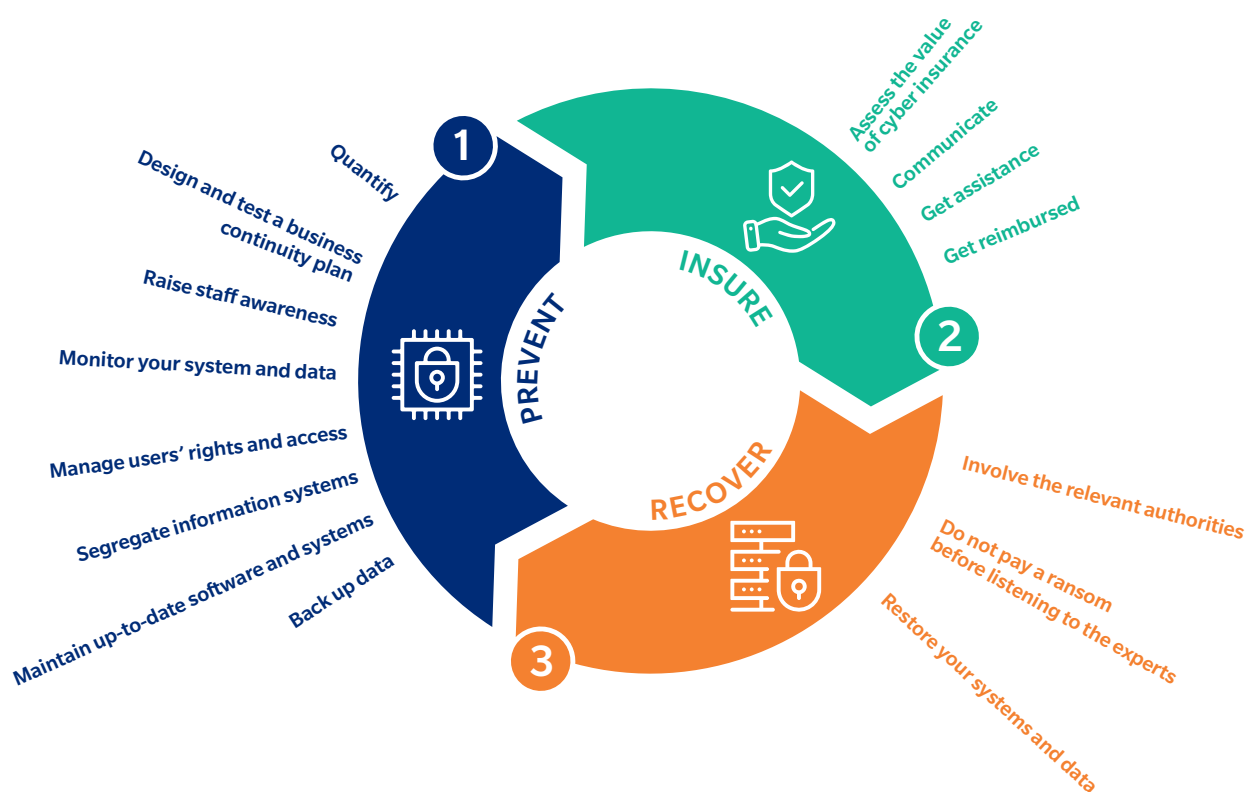 1
PREVENT
Quantify
Design and test a business
continuity plan
Raise staff awareness
Monitor your system and data
Manage users’ rights and access
Segregate information systems
Maintain up-to-date software and systems
Back up data
2
INSURE
Assess the value
of cyber insurance
Communicate
Get assistance
Get reimbursed
3
RECOVER
Involve the relevant authorities
Do not pay a ransom
before listening to the experts
Restore your systems and data